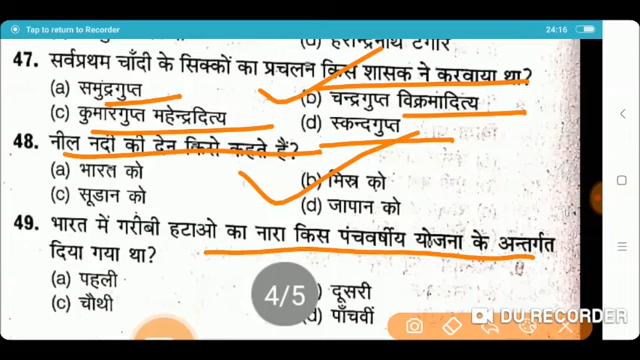 Tap to return to Recorder 24:16
(d) हरीन्द्रनाथ टैगोर
47. सर्वप्रथम चाँदी के सिक्कों का प्रचलन किस शासक ने करवाया था?
(a) समुंद्रगुप्त (b) चन्द्रगुप्त विक्रमादित्य
(c) कुमारगुप्त महेन्द्रदित्य (d) स्कन्दगुप्त
48. नील नदी की देन किसे कहते हैं?
(a) भारत को (b) मिस्र को
(c) सूडान को (d) जापान को
49. भारत में गरीबी हटाओ का नारा किस पंचवर्षीय योजना के अन्तर्गत
दिया गया था?
(a) पहली दूसरी
(c) चौथी (d) पाँचवीं
4/5
DU RECORDER